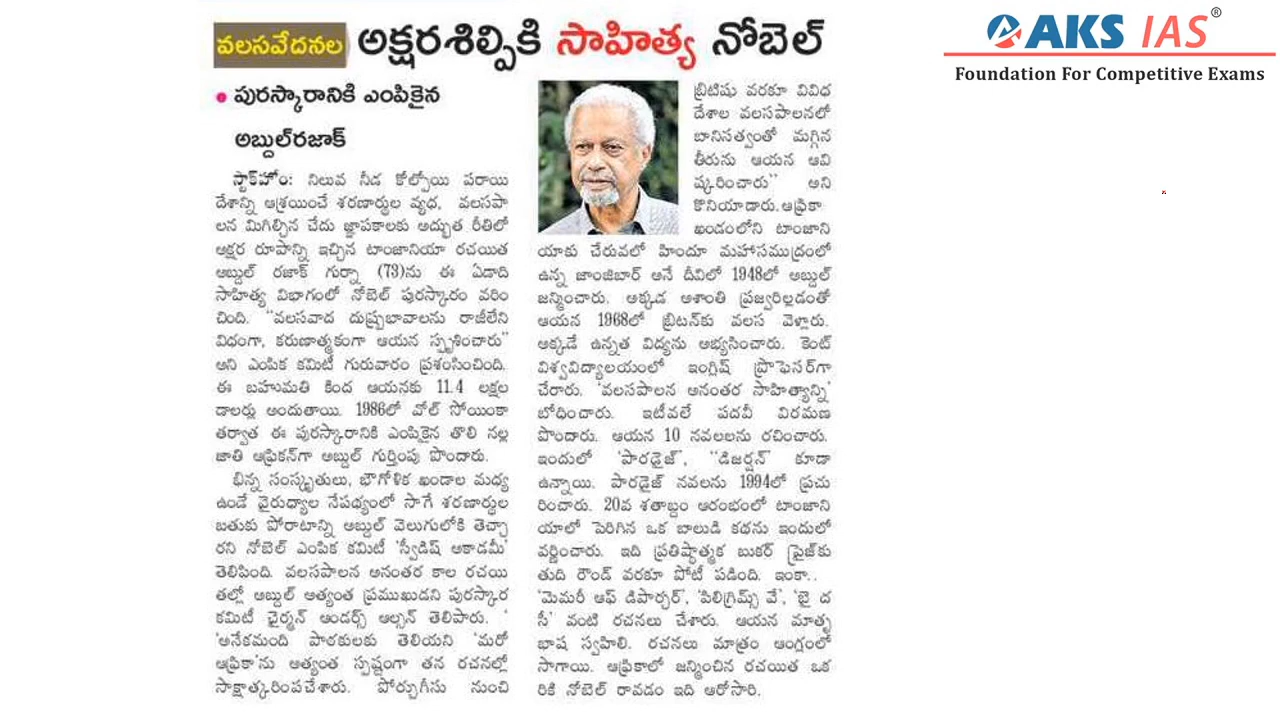 వలసవేదనల అక్షరశిల్పికి సాహిత్య నోబెల్
• పురస్కారానికి ఎంపికైన
అబ్దుల్‌రజాక్
స్టాక్‌హోం: నిలువ నీడ కోల్పోయి పరాయి
దేశాన్ని ఆశ్రయించే శరణార్థుల వ్యధ, వలసపా
లన మిగిల్చిన చేదు జ్ఞాపకాలకు అద్భుత రీతిలో
అక్షర రూపాన్ని ఇచ్చిన టాంజానియా రచయిత
అబ్దుల్ రజాక్ గుర్నా (73)ను ఈ ఏడాది
సాహిత్య విభాగంలో నోబెల్ పురస్కారం వరిం
చింది. ‘‘వలసవాద దుష్ప్రభావాలను రాజీలేని
విధంగా, కరుణాత్మకంగా ఆయన స్పృశించారు’’
అని ఎంపిక కమిటీ గురువారం ప్రశంసించింది.
ఈ బహుమతి కింద ఆయనకు 11.4 లక్షల
డాలర్లు అందుతాయి. 1986లో వోల్ సోయింకా
తర్వాత ఈ పురస్కారానికి ఎంపికైన తొలి నల్ల
జాతి ఆఫ్రికన్‌గా అబ్దుల్ గుర్తింపు పొందారు.
భిన్న సంస్కృతులు, భౌగోళిక ఖండాల మధ్య
ఉండే వైరుధ్యాల నేపథ్యంలో సాగే శరణార్థుల
బతుకు పోరాటాన్ని అబ్దుల్ వెలుగులోకి తెచ్చా
రని నోబెల్ ఎంపిక కమిటీ ‘స్వీడిష్ అకాడమీ’
తెలిపింది. వలసపాలన అనంతర కాల రచయి
తల్లో అబ్దుల్ అత్యంత ప్రముఖుడని పురస్కార
కమిటీ ఛైర్మన్ ఆండర్స్ ఆల్సన్ తెలిపారు. ‘
‘అనేకమంది పాఠకులకు తెలియని ‘మరో
ఆఫ్రికా’ను అత్యంత స్పష్టంగా తన రచనల్లో
సాక్షాత్కరింపచేశారు. పోర్చుగీసు నుంచి
బ్రిటిషు వరకూ వివిధ
దేశాల వలసపాలనలో
బానిసత్వంతో మగ్గిన
తీరును ఆయన ఆవి
ష్కరించారు’’ అని
కొనియాడారు. ఆఫ్రికా
ఖండంలోని టాంజాని
యాకు చేరువలో హిందూ మహాసముద్రంలో
ఉన్న జాంజిబార్ అనే దీవిలో 1948లో అబ్దుల్
జన్మించారు. అక్కడ అశాంతి ప్రజ్వరిల్లడంతో
ఆయన 1968లో బ్రిటన్‌కు వలస వెళ్లారు.
అక్కడే ఉన్నత విద్యను అభ్యసించారు. కెంట్
విశ్వవిద్యాలయంలో ఇంగ్లిష్ ప్రొఫెసర్‌గా
చేరారు. ‘వలసపాలన అనంతర సాహిత్యాన్ని’
బోధించారు. ఇటీవలే పదవీ విరమణ
పొందారు. ఆయన 10 నవలలను రచించారు.
ఇందులో ‘పారడైజ్’, ‘‘డిజర్షన్’ కూడా
ఉన్నాయి. పారడైజ్ నవలను 1994లో ప్రచు
రించారు. 20వ శతాబ్దం ఆరంభంలో టాంజాని
యాలో పెరిగిన ఒక బాలుడి కథను ఇందులో
వర్ణించారు. ఇది ప్రతిష్ఠాత్మక బుకర్ ప్రైజ్‌కు
తుది రౌండ్ వరకూ పోటీ పడింది. ఇంకా..
‘మెమరీ ఆఫ్ డిపార్చర్’, ‘పిలిగ్రిమ్స్ వే’, ‘బై ద
సీ’ వంటి రచనలు చేశారు. ఆయన మాతృ
భాష స్వహిలి. రచనలు మాత్రం ఆంగ్లంలో
సాగాయి. ఆఫ్రికాలో జన్మించిన రచయిత ఒక
రికి నోబెల్ రావడం ఇది ఆరోసారి.
AKS IAS®
Foundation For Competitive Exams